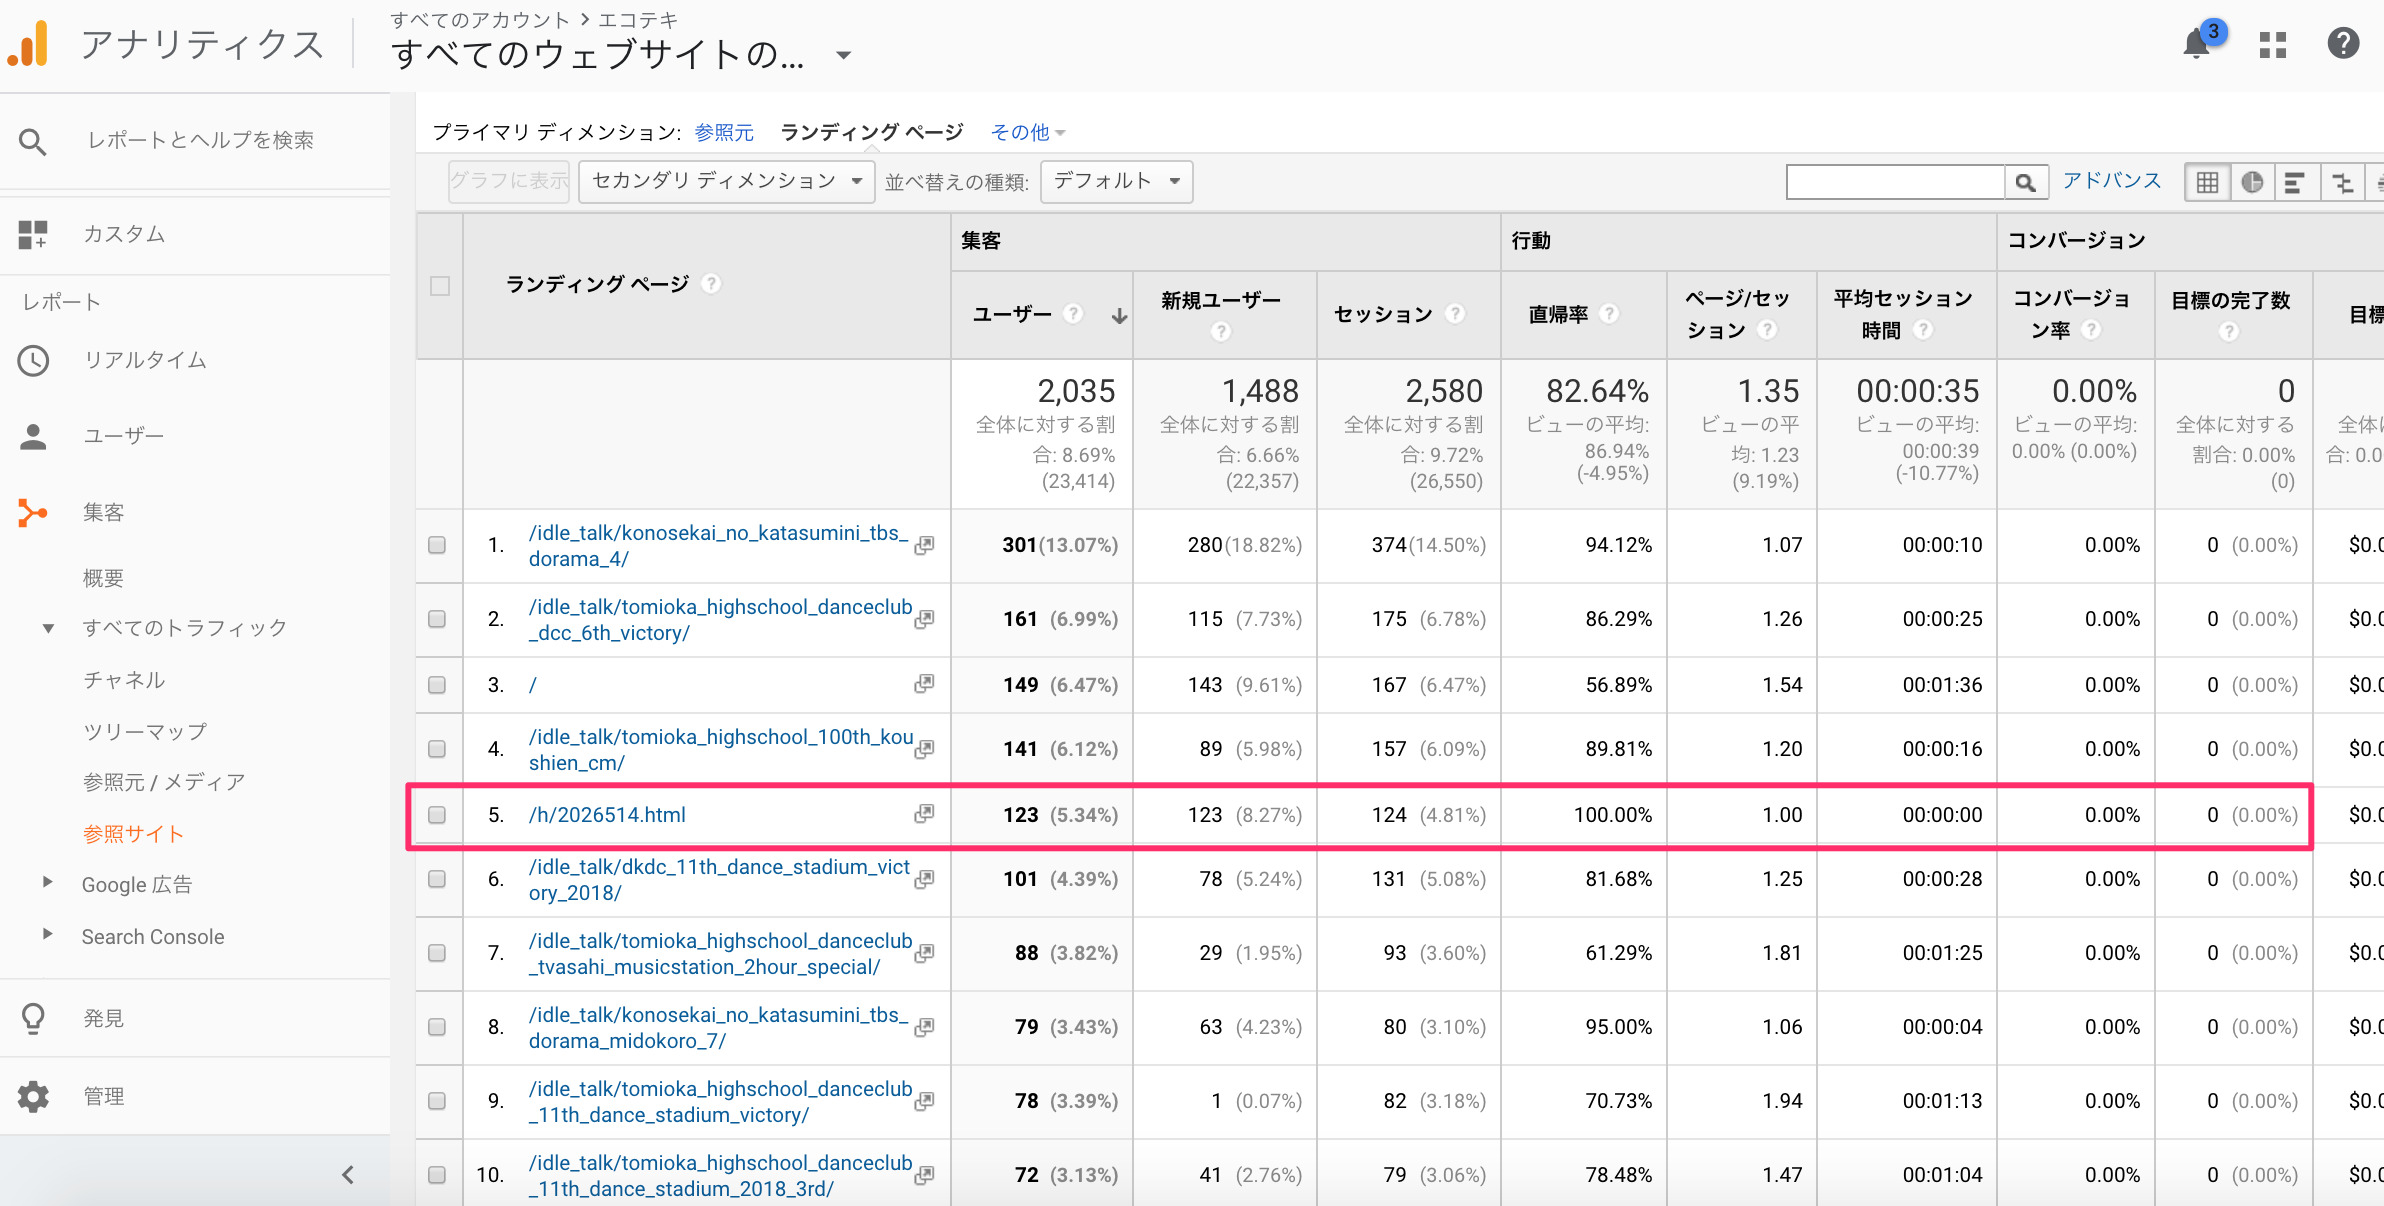 アナリティクス
すべてのアカウント > エコテキ
すべてのウェブサイトの...
3
レポートとヘルプを検索
カスタム
レポート
リアルタイム
ユーザー
集客
概要
すべてのトラフィック
チャネル
ツリーマップ
参照元 / メディア
参照サイト
Google 広告
Search Console
発見
管理
プライマリ ディメンション: 参照元 ランディング ページ その他
グラフに表示 セカンダリ ディメンション 並べ替えの種類: デフォルト アドバンス
ランディング ページ
集客 行動 コンバージョン
ユーザー 新規ユーザー セッション 直帰率 ページ/セッション 平均セッション時間 コンバージョン率 目標の完了数 目標
2,035 全体に対する割合: 8.69% (23,414)
1,488 全体に対する割合: 6.66% (22,357)
2,580 全体に対する割合: 9.72% (26,550)
82.64% ビューの平均: 86.94% (-4.95%)
1.35 ビューの平均: 1.23 (9.19%)
00:00:35 ビューの平均: 00:00:39 (-10.77%)
0.00% ビューの平均: 0.00% (0.00%)
0 全体に対する割合: 0.00% (0)
1. /idle_talk/konosekai_no_katasumini_tbs_dorama_4/ 301(13.07%) 280(18.82%) 374(14.50%) 94.12% 1.07 00:00:10 0.00% 0 (0.00%) $0.0
2. /idle_talk/tomioka_highschool_danceclub_dcc_6th_victory/ 161 (6.99%) 115 (7.73%) 175 (6.78%) 86.29% 1.26 00:00:25 0.00% 0 (0.00%) $0.0
3. / 149 (6.47%) 143 (9.61%) 167 (6.47%) 56.89% 1.54 00:01:36 0.00% 0 (0.00%) $0.0
4. /idle_talk/tomioka_highschool_100th_koushien_cm/ 141 (6.12%) 89 (5.98%) 157 (6.09%) 89.81% 1.20 00:00:16 0.00% 0 (0.00%) $0.0
5. /h/2026514.html 123 (5.34%) 123 (8.27%) 124 (4.81%) 100.00% 1.00 00:00:00 0.00% 0 (0.00%) $0.0
6. /idle_talk/dkdc_11th_dance_stadium_victory_2018/ 101 (4.39%) 78 (5.24%) 131 (5.08%) 81.68% 1.25 00:00:28 0.00% 0 (0.00%) $0.0
7. /idle_talk/tomioka_highschool_danceclub_tvasahi_musicstation_2hour_special/ 88 (3.82%) 29 (1.95%) 93 (3.60%) 61.29% 1.81 00:01:25 0.00% 0 (0.00%) $0.0
8. /idle_talk/konosekai_no_katasumini_tbs_dorama_midokoro_7/ 79 (3.43%) 63 (4.23%) 80 (3.10%) 95.00% 1.06 00:00:04 0.00% 0 (0.00%) $0.0
9. /idle_talk/tomioka_highschool_danceclub_11th_dance_stadium_victory/ 78 (3.39%) 1 (0.07%) 82 (3.18%) 70.73% 1.94 00:01:13 0.00% 0 (0.00%) $0.0
10. /idle_talk/tomioka_highschool_danceclub_11th_dance_stadium_2018_3rd/ 72 (3.13%) 41 (2.76%) 79 (3.06%) 78.48% 1.47 00:01:04 0.00% 0 (0.00%) $0.0